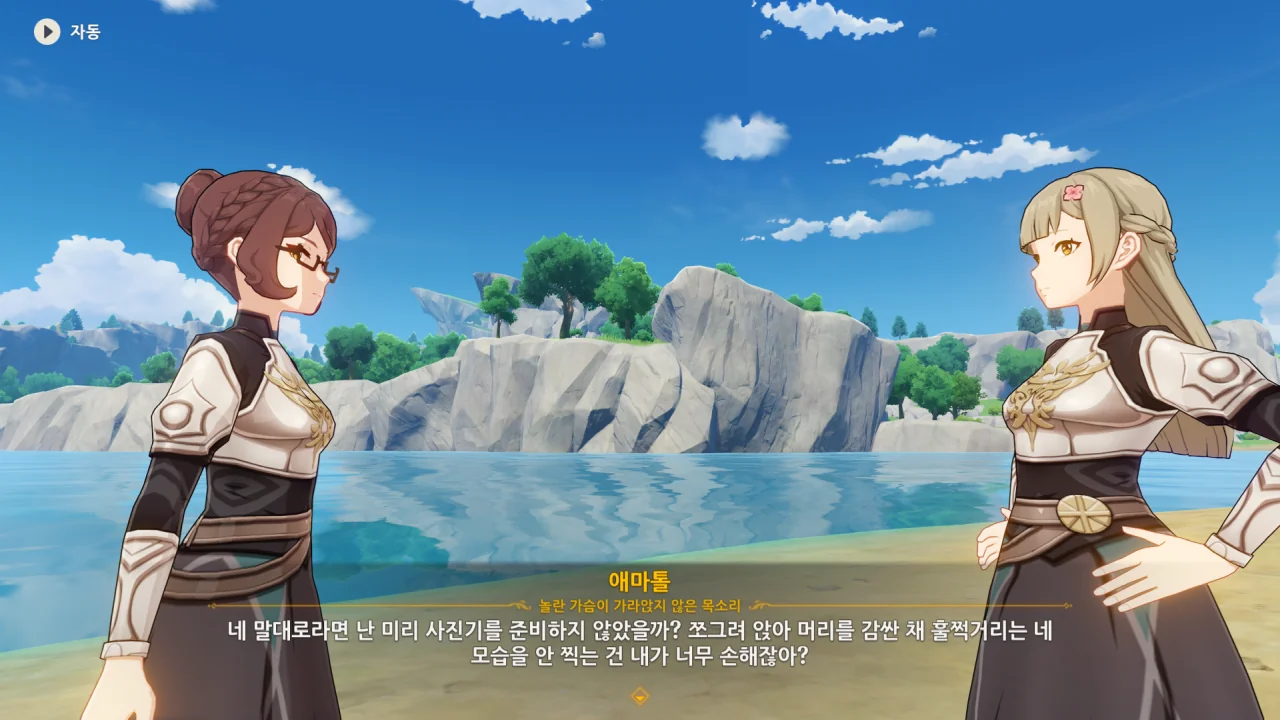 자동
애마톨
놀란 가슴이 가라앉지 않은 목소리
네 말대로라면 난 미리 사진기를 준비하지 않았을까? 쪼그려 앉아 머리를 감싼 채 훌쩍거리는 네
모습을 안 찍는 건 내가 너무 손해잖아?